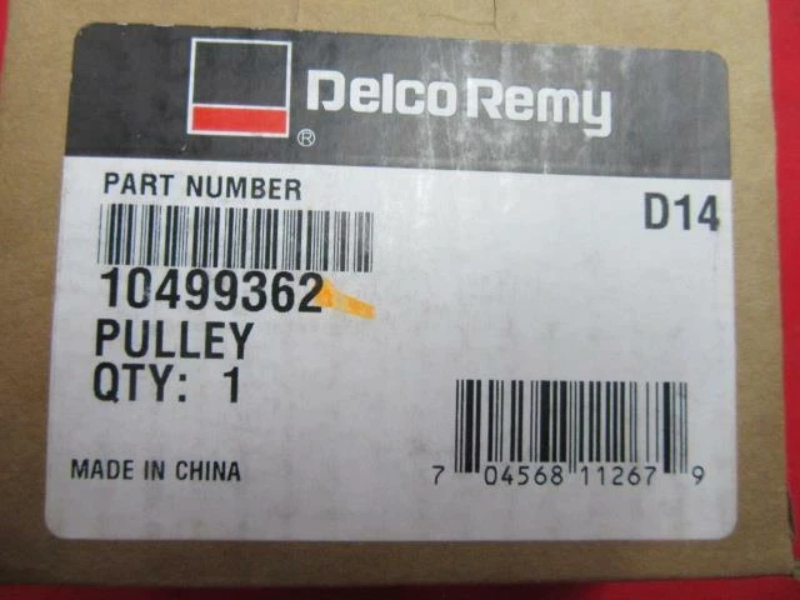 Delco Remy
®
PART NUMBER
D14
10499362
PULLEY
QTY: 1
MADE IN CHINA
7 04568 11267 9